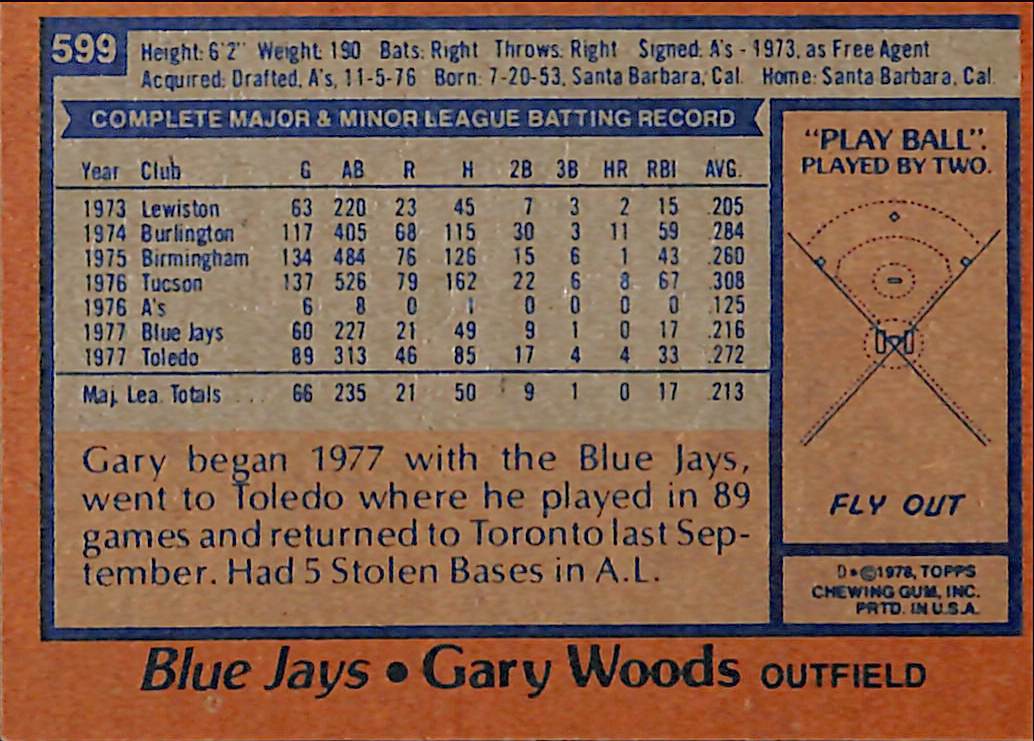 599
Height: 6'2" Weight: 190 Bats: Right Throws: Right Signed: A's - 1973, as Free Agent
Acquired: Drafted, A's, 11-5-76 Born: 7-20-53, Santa Barbara, Cal. Home: Santa Barbara, Cal.
COMPLETE MAJOR & MINOR LEAGUE BATTING RECORD
Year Club G AB R H 2B 3B HR RBI AVG.
1973 Lewiston 63 220 23 45 7 3 2 15 .205
1974 Burlington 117 405 68 115 30 3 11 59 .284
1975 Birmingham 134 484 76 126 15 6 1 43 .260
1976 Tucson 137 526 79 162 22 6 8 67 .308
1976 A's 6 8 0 1 0 0 0 0 .125
1977 Blue Jays 60 227 21 49 9 1 0 17 .216
1977 Toledo 89 313 46 85 17 4 4 33 .272
Maj. Lea. Totals ... 66 235 21 50 9 1 0 17 .213
Gary began 1977 with the Blue Jays,
went to Toledo where he played in 89
games and returned to Toronto last Sep-
tember. Had 5 Stolen Bases in A.L.
"PLAY BALL".
PLAYED BY TWO.
FLY OUT
D*©1978, TOPPS
CHEWING GUM, INC.
PRTD. IN U.S.A.
Blue Jays • Gary Woods OUTFIELD